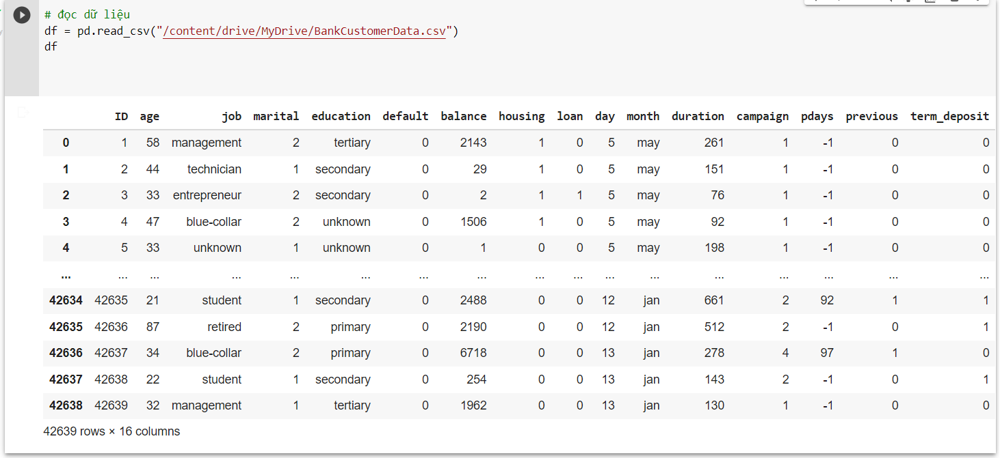 # đọc dữ liệu
df = pd.read_csv("/content/drive/MyDrive/BankCustomerData.csv")
df
ID age job marital education default balance housing loan day month duration campaign pdays previous term_deposit
0 1 58 management 2 tertiary 0 2143 1 0 5 may 261 1 -1 0 0
1 2 44 technician 1 secondary 0 29 1 0 5 may 151 1 -1 0 0
2 3 33 entrepreneur 2 secondary 0 2 1 1 5 may 76 1 -1 0 0
3 4 47 blue-collar 2 unknown 0 1506 1 0 5 may 92 1 -1 0 0
4 5 33 unknown 1 unknown 0 1 0 0 5 may 198 1 -1 0 0
... ... ... ... ... ... ... ... ... ... ... ... ... ... ... ... ...
42634 42635 21 student 1 secondary 0 2488 0 0 12 jan 661 2 92 1 1
42635 42636 87 retired 2 primary 0 2190 0 0 12 jan 512 2 -1 0 1
42636 42637 34 blue-collar 2 primary 0 6718 0 0 13 jan 278 4 97 1 0
42637 42638 22 student 1 secondary 0 254 0 0 13 jan 143 2 -1 0 1
42638 42639 32 management 1 tertiary 0 1962 0 0 13 jan 130 1 -1 0 0
42639 rows × 16 columns